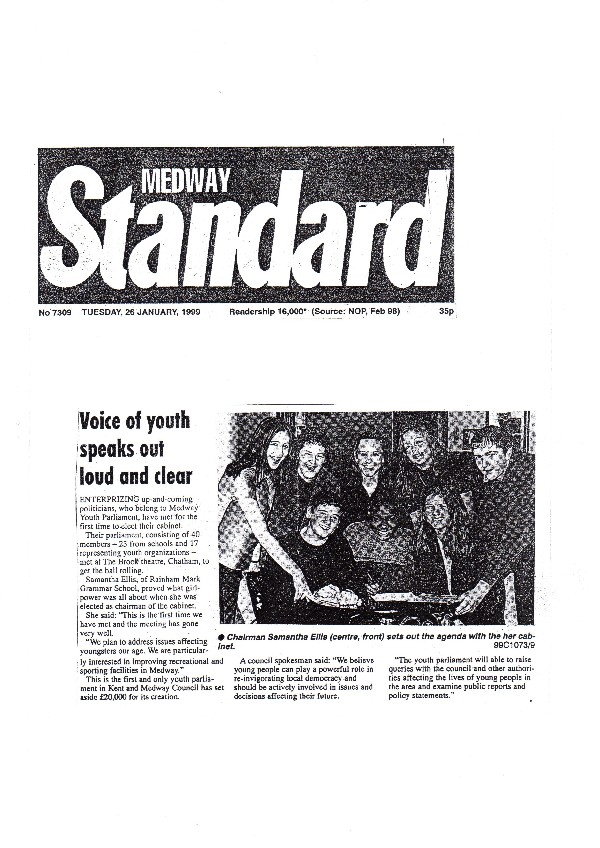 MEDWAY
Standard
No 7309 TUESDAY, 26 JANUARY, 1999 Readership 16,000* (Source: NOP, Feb 98) 35p
Voice of youth
speaks out
loud and clear
ENTERPRIZING up-and-coming
politicians, who belong to Medway
Youth Parliament, have met for the
first time to elect their cabinet.
Their parliament, consisting of 40
members – 23 from schools and 17
representing youth organizations –
met at The Brook theatre, Chatham, to
get the ball rolling.
Samantha Ellis, of Rainham Mark
Grammar School, proved what girl-
power was all about when she was
elected as chairman of the cabinet.
She said: "This is the first time we
have met and the meeting has gone
very well.
"We plan to address issues affecting
youngsters our age. We are particular-
ly interested in improving recreational and
sporting facilities in Medway."
This is the first and only youth parlia-
ment in Kent and Medway Council has set
aside £20,000 for its creation.
● Chairman Samantha Ellis (centre, front) sets out the agenda with the her cab-
inet. 99C1073/9
A council spokesman said: "We believe
young people can play a powerful role in
re-invigorating local democracy and
should be actively involved in issues and
decisions affecting their future.
"The youth parliament will able to raise
queries with the council and other authori-
ties affecting the lives of young people in
the area and examine public reports and
policy statements."